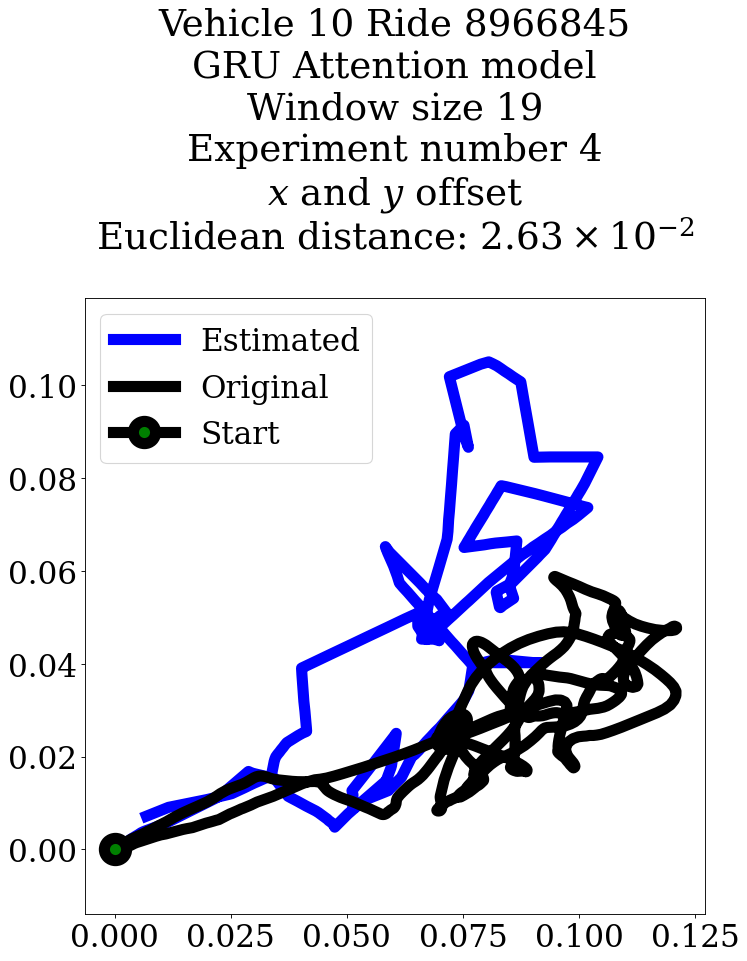 Vehicle 10 Ride 8966845
GRU Attention model
Window size 19
Experiment number 4
x and y offset
Euclidean distance: 2.63 × 10⁻²
Estimated
Original
Start
0.10
0.08
0.06
0.04
0.02
0.00
0.000 0.025 0.050 0.075 0.100 0.125